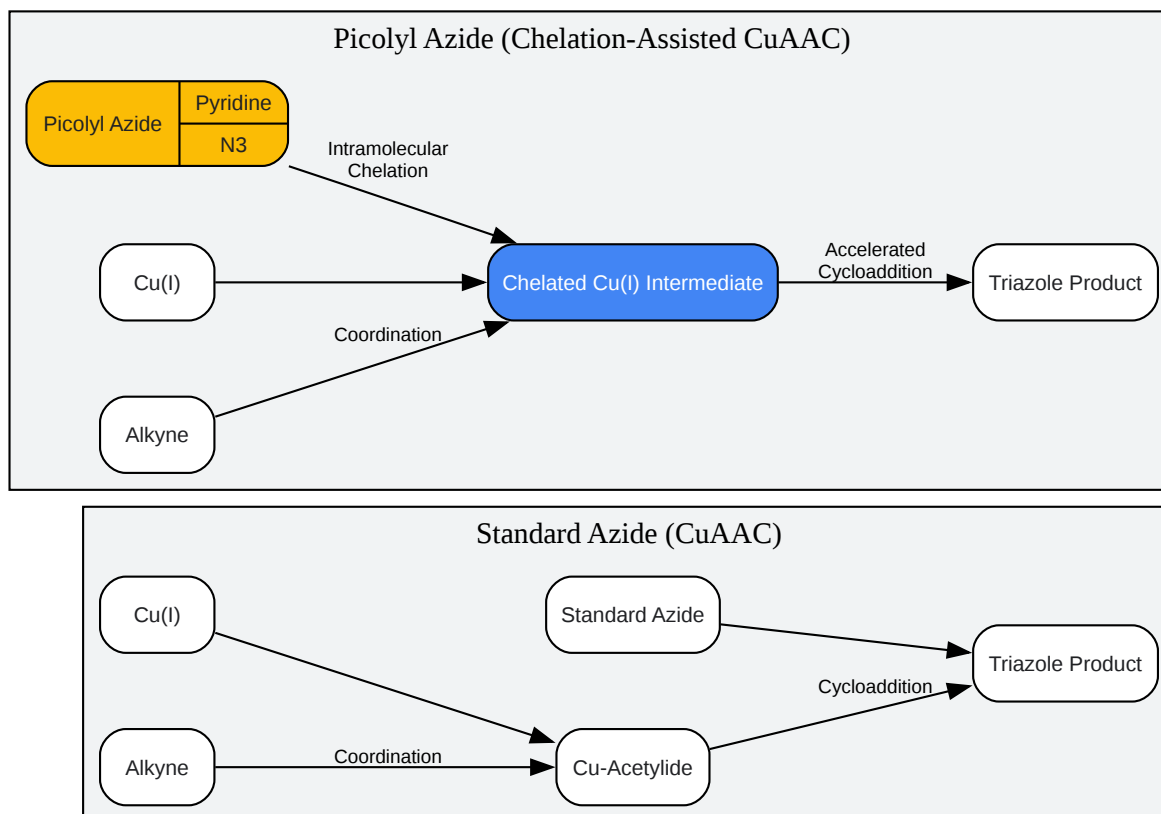 Picolyl Azide (Chelation-Assisted CuAAC)
Picolyl Azide
Pyridine
N3
Intramolecular
Chelation
Cu(I)
Chelated Cu(I) Intermediate
Accelerated
Cycloaddition
Triazole Product
Coordination
Alkyne
Standard Azide (CuAAC)
Cu(I)
Standard Azide
Triazole Product
Cycloaddition
Alkyne
Coordination
Cu-Acetylide